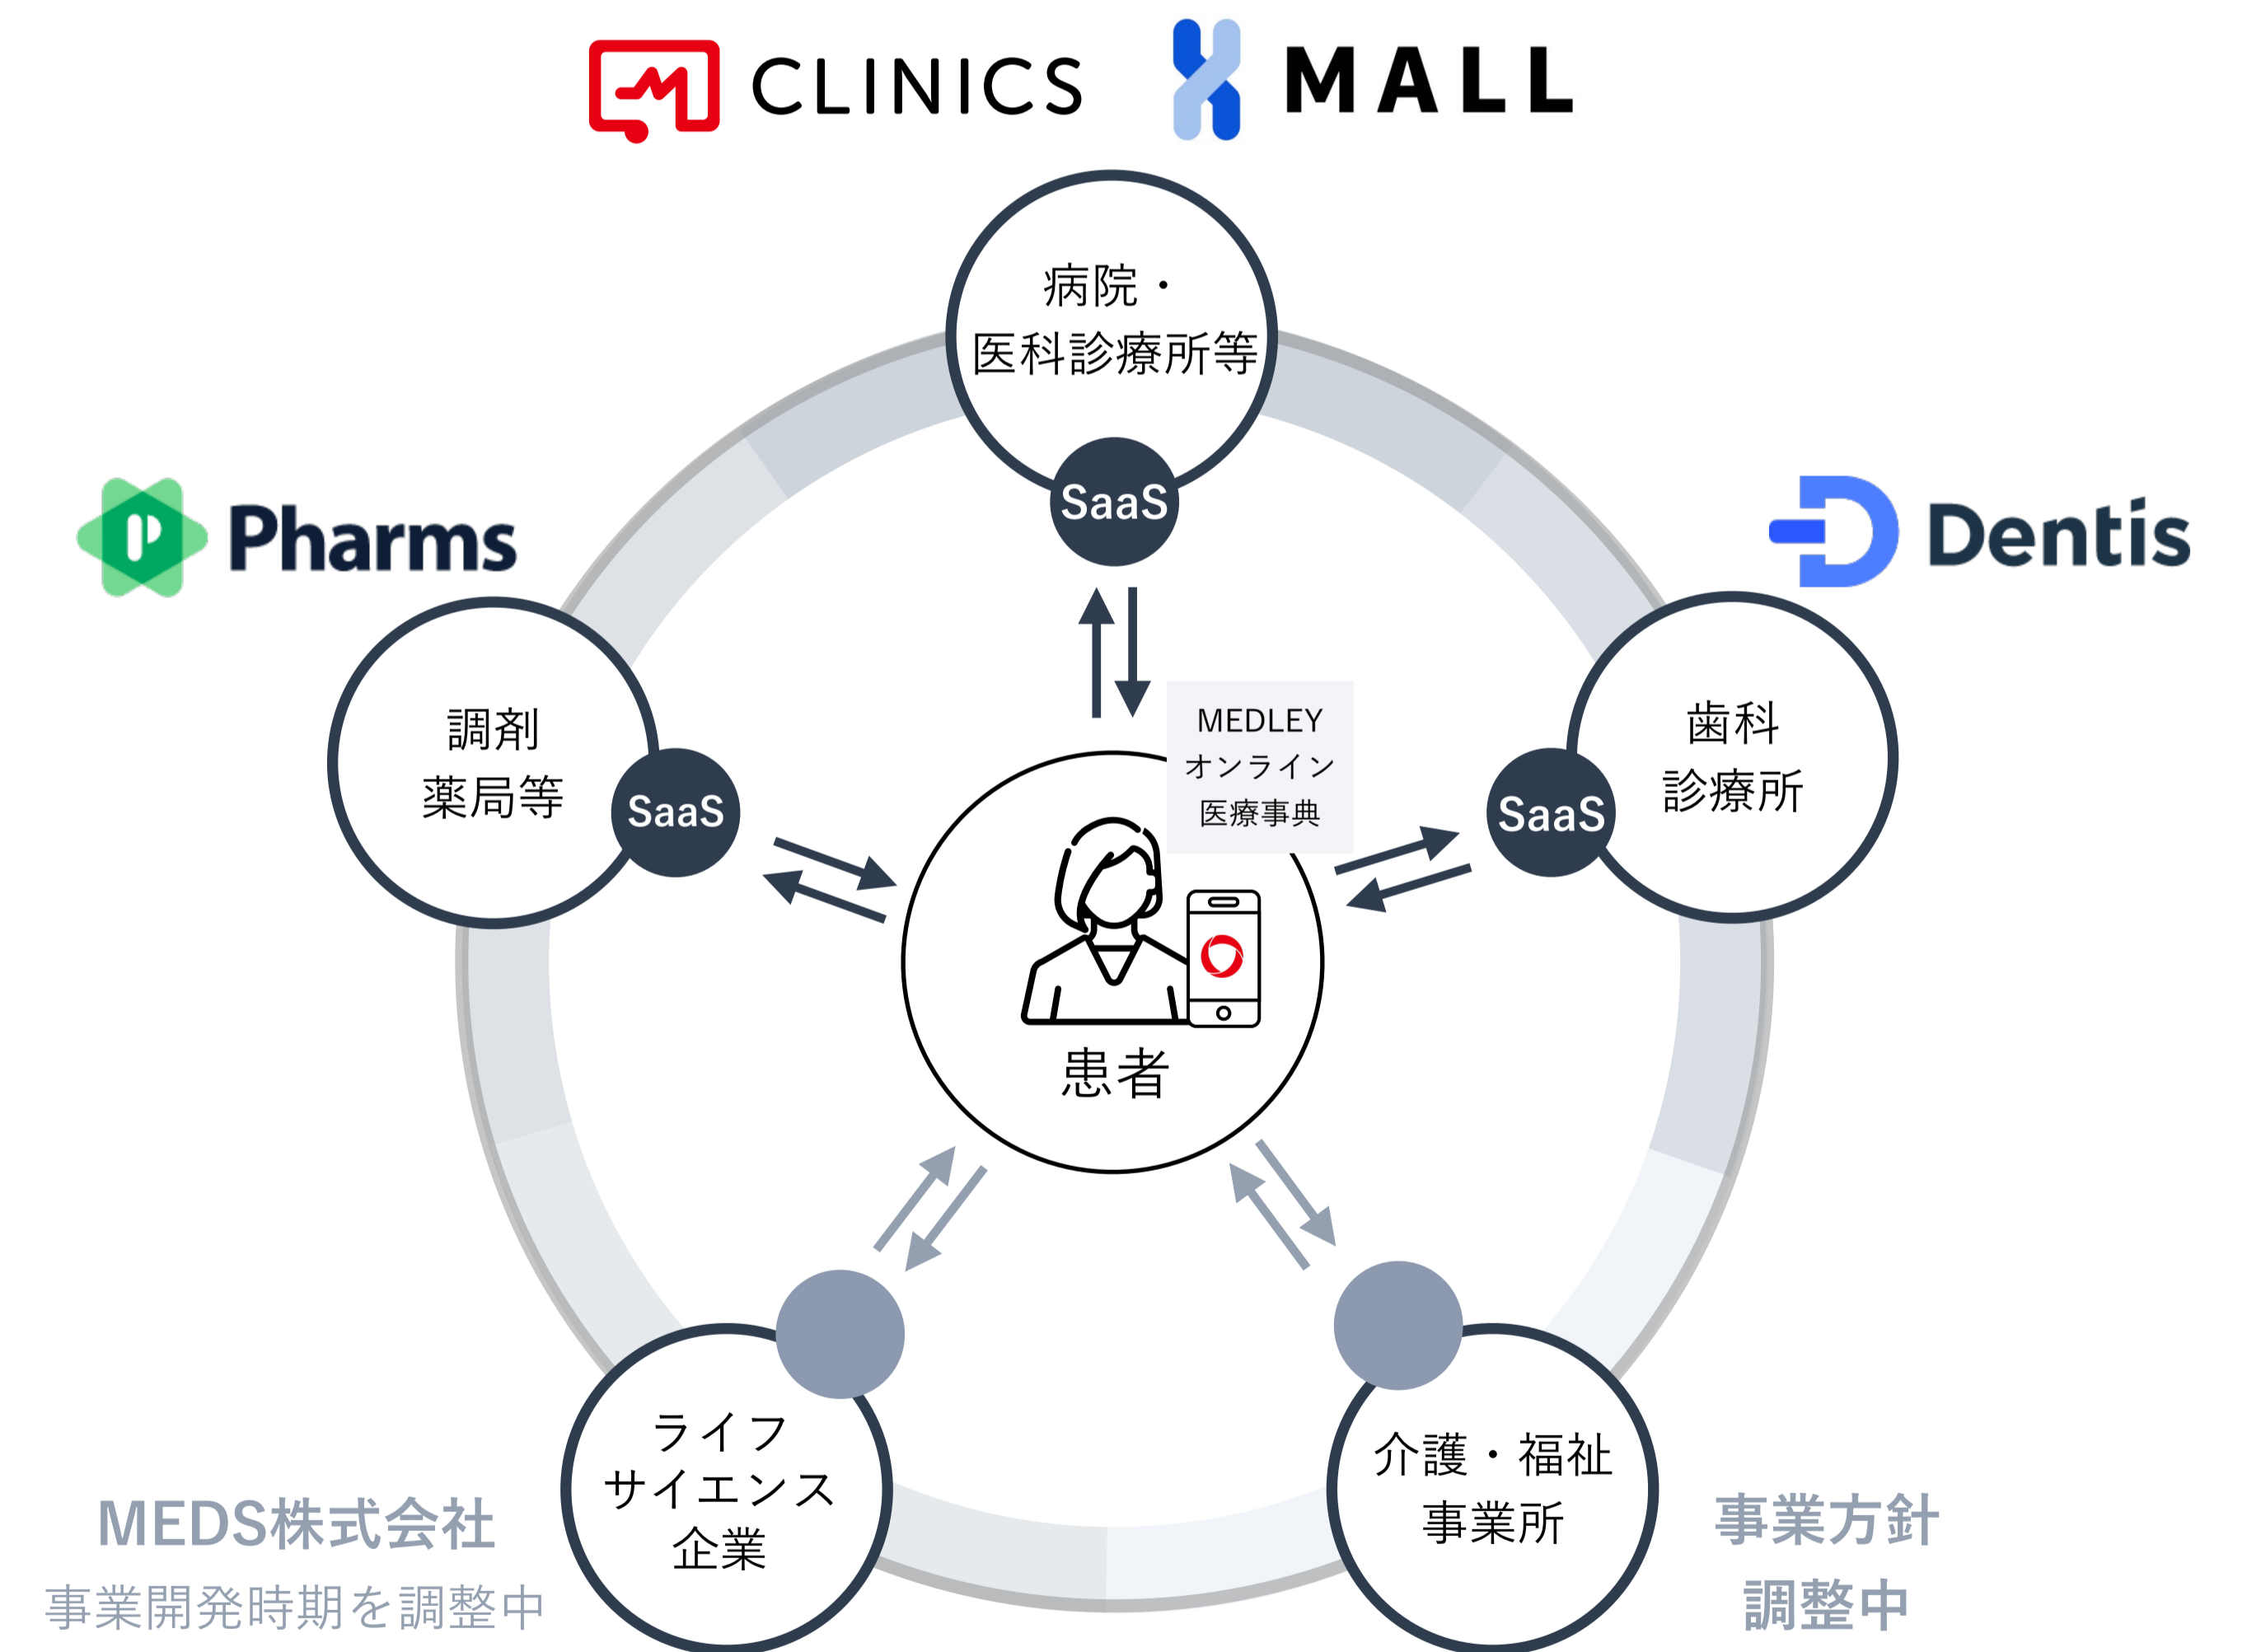 CLINICS
MALL
病院・
医科診療所等
SaaS
Pharms
Dentis
調剤
薬局等
SaaS
MEDLEY
オンライン
医療事典
歯科
診療所
SaaS
患者
ライフ
サイエンス
企業
介護・福祉
事業所
MEDS株式会社
事業開発時期を調整中
事業方針
調整中